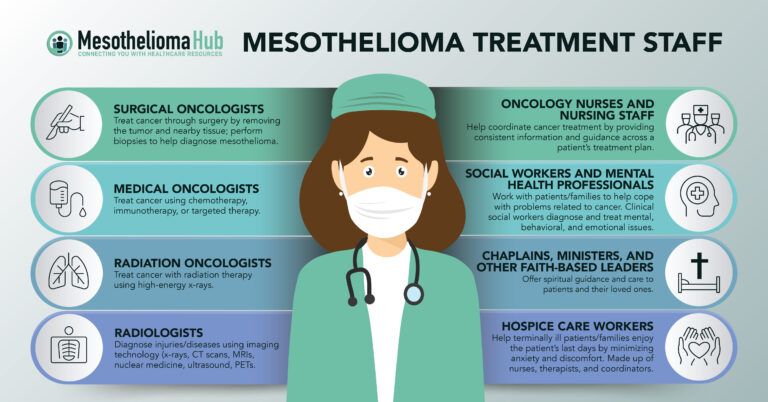 Mesothelioma Hub
CONNECTING YOU WITH HEALTHCARE RESOURCES
MESOTHELIOMA TREATMENT STAFF
SURGICAL ONCOLOGISTS
Treat cancer through surgery by removing
the tumor and nearby tissue; perform
biopsies to help diagnose mesothelioma.
MEDICAL ONCOLOGISTS
Treat cancer using chemotherapy,
immunotherapy, or targeted therapy.
RADIATION ONCOLOGISTS
Treat cancer with radiation therapy
using high-energy x-rays.
RADIOLOGISTS
Diagnose injuries/diseases using imaging
technology (x-rays, CT scans, MRIs,
nuclear medicine, ultrasound, PETs.
ONCOLOGY NURSES AND
NURSING STAFF
Help coordinate cancer treatment by providing
consistent information and guidance across a
patient's treatment plan.
SOCIAL WORKERS AND MENTAL
HEALTH PROFESSIONALS
Work with patients/families to help cope
with problems related to cancer. Clinical
social workers diagnose and treat mental,
behavioral, and emotional issues.
CHAPLAINS, MINISTERS, AND
OTHER FAITH-BASED LEADERS
Offer spiritual guidance and care to
patients and their loved ones.
HOSPICE CARE WORKERS
Help terminally ill patients/families enjoy
the patient's last days by minimizing
anxiety and discomfort. Made up of
nurses, therapists, and coordinators.